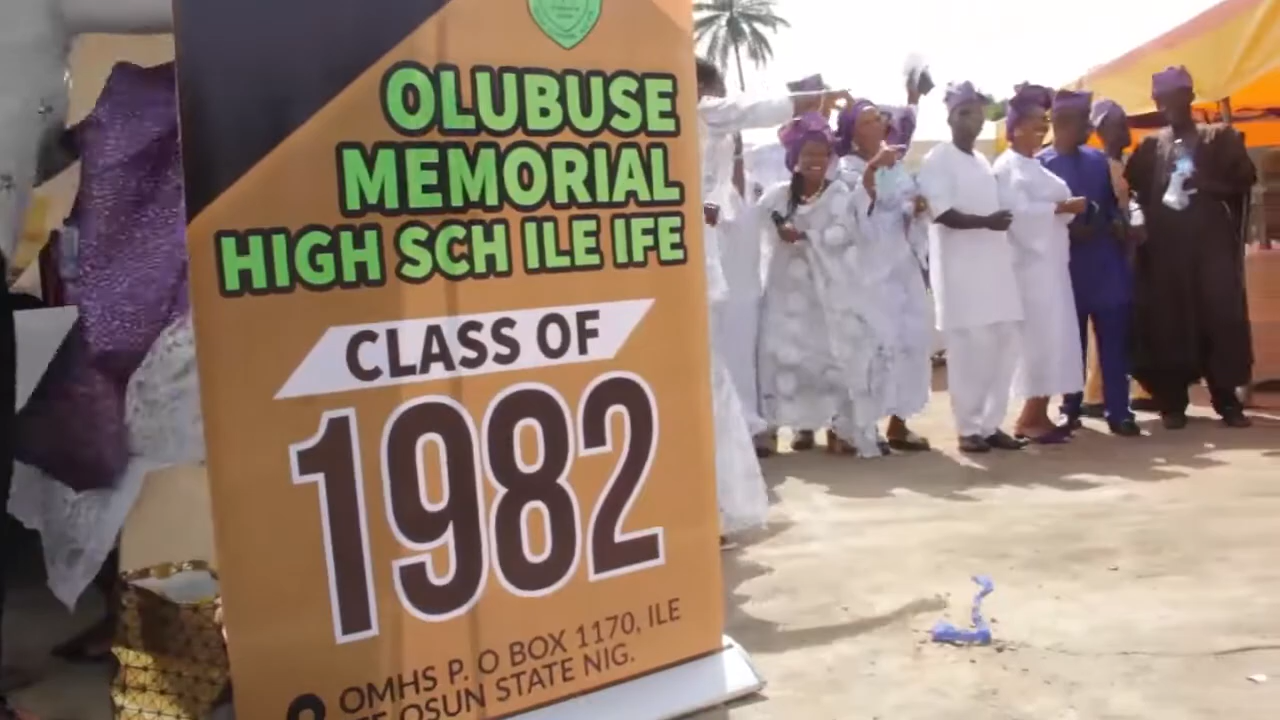 OLUBUSE
MEMORIAL
HIGH SCH ILE IFE
CLASS OF
1982
OMHS P. O BOX 1170, ILE
OSUN STATE NIG.